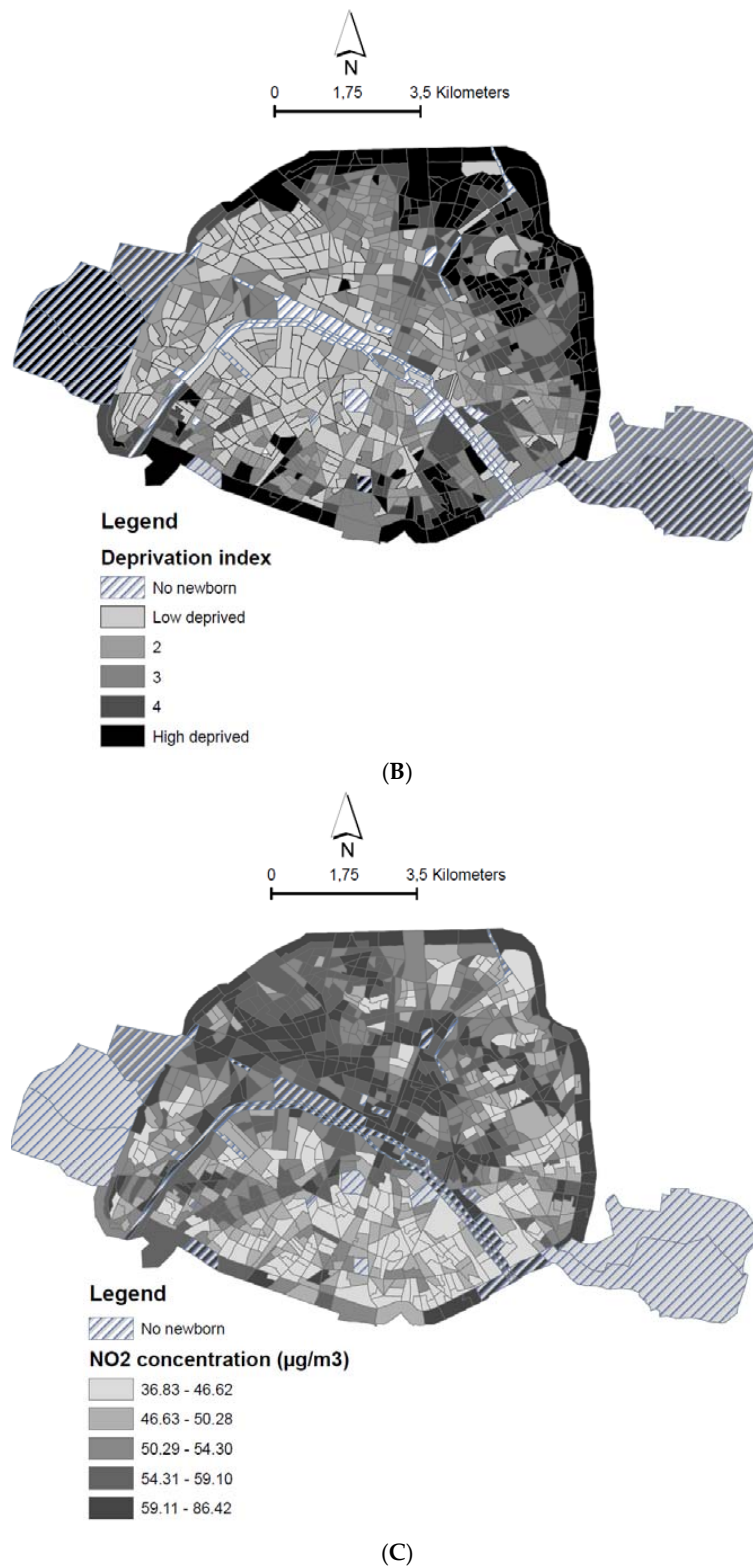 N
0 1,75 3,5 Kilometers
Legend
Deprivation index
No newborn
Low deprived
2
3
4
High deprived
(B)
N
0 1,75 3,5 Kilometers
Legend
No newborn
NO2 concentration (µg/m3)
36.83 - 46.62
46.63 - 50.28
50.29 - 54.30
54.31 - 59.10
59.11 - 86.42
(C)